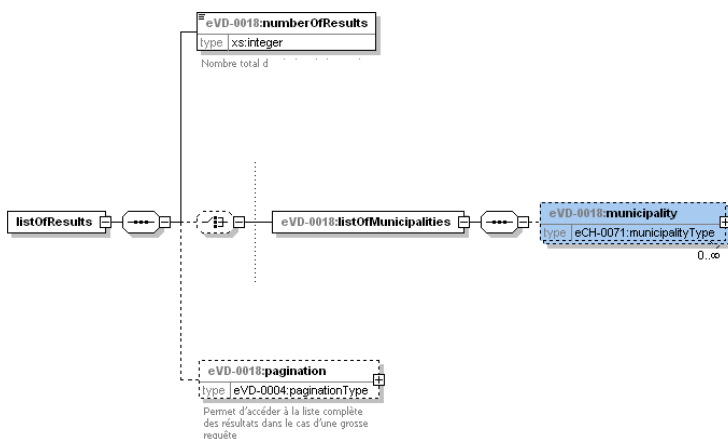 eVD-0018:numberOfResults
type xs:integer
Nombre total d
listOfResults
eVD-0018:listOfMunicipalities
eVD-0018:municipality
type eCH-0071:municipalityType
0..∞
eVD-0018:pagination
type eVD-0004:paginationType
Permet d'accéder à la liste complète
des résultats dans le cas d'une grosse
requête